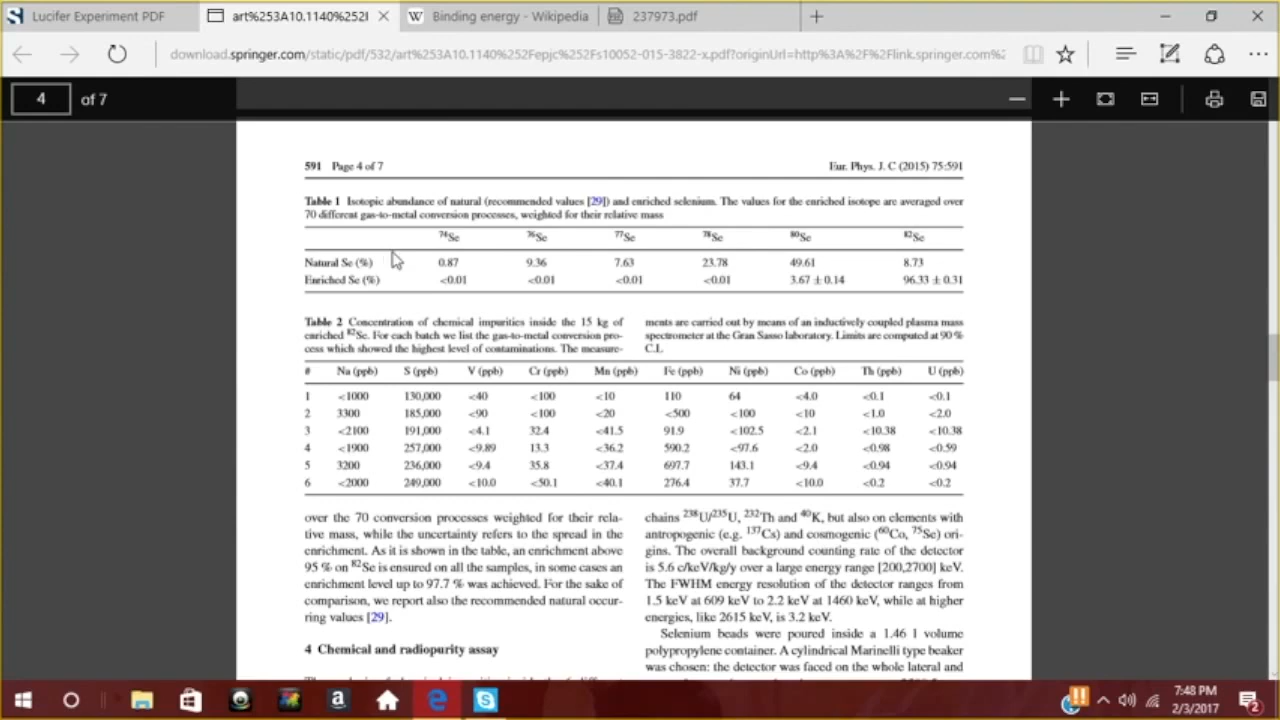 Lucifer Experiment PDF
art%253A10.1140%252I
Binding energy - Wikipedia
237973.pdf
download.springer.com/static/pdf/532/art%253A10.1140%252Fepjc%252Fs10052-015-3822-x.pdf?originUrl=http%3A%2F%2Flink.springer.com%2
4 of 7
591 Page 4 of 7
Eur. Phys. J. C (2015) 75:591
Table 1 Isotopic abundance of natural (recommended values [29]) and enriched selenium. The values for the enriched isotope are averaged over
70 different gas-to-metal conversion processes, weighted for their relative mass
74Se 76Se 77Se 78Se 80Se 82Se
Natural Se (%) 0.87 9.36 7.63 23.78 49.61 8.73
Enriched Se (%) <0.01 <0.01 <0.01 <0.01 3.67 ± 0.14 96.33 ± 0.31
Table 2 Concentration of chemical impurities inside the 15 kg of
enriched 82Se. For each batch we list the gas-to-metal conversion pro-
cess which showed the highest level of contaminations. The measure-
ments are carried out by means of an inductively coupled plasma mass
spectrometer at the Gran Sasso laboratory. Limits are computed at 90 %
C.L.
# Na (ppb) S (ppb) V (ppb) Cr (ppb) Mn (ppb) Fe (ppb) Ni (ppb) Co (ppb) Th (ppb) U (ppb)
1 <1000 130,000 <40 <100 <10 110 64 <4.0 <0.1 <0.1
2 3300 185,000 <90 <100 <20 <500 <100 <10 <1.0 <2.0
3 <2100 191,000 <4.1 32.4 <41.5 91.9 <102.5 <2.1 <10.38 <10.38
4 <1900 257,000 <9.89 13.3 <36.2 590.2 <97.6 <2.0 <0.98 <0.59
5 3200 236,000 <9.4 35.8 <37.4 697.7 143.1 <9.4 <0.94 <0.94
6 <2000 249,000 <10.0 <50.1 <40.1 276.4 37.7 <10.0 <0.2 <0.2
over the 70 conversion processes weighted for their rela-
tive mass, while the uncertainty refers to the spread in the
enrichment. As it is shown in the table, an enrichment above
95 % on 82Se is ensured on all the samples, in some cases an
enrichment level up to 97.7 % was achieved. For the sake of
comparison, we report also the recommended natural occur-
ring values [29].
4 Chemical and radiopurity assay
chains 238U/235U, 232Th and 40K, but also on elements with
antropogenic (e.g. 137Cs) and cosmogenic (60Co, 75Se) ori-
gins. The overall background counting rate of the detector
is 5.6 c/keV/kg/y over a large energy range [200,2700] keV.
The FWHM energy resolution of the detector ranges from
1.5 keV at 609 keV to 2.2 keV at 1460 keV, while at higher
energies, like 2615 keV, is 3.2 keV.
Selenium beads were poured inside a 1.46 l volume
polypropylene container. A cylindrical Marinelli type beaker
was chosen: the detector was faced on the whole lateral and
7:48 PM
2/3/2017
2